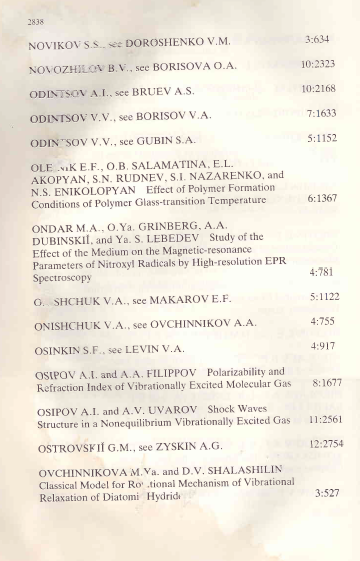 2838
NOVIKOV S.S., see DOROSHENKO V.M. 3:634
NOVOZHILOV B.V., see BORISOVA O.A. 10:2323
ODINTSOV A.I., see BRUEV A.S. 10:2168
ODINTSOV V.V., see BORISOV V.A. 7:1633
ODINTSOV V.V., see GUBIN S.A. 5:1152
E.F., O.B. SALAMATINA, E.L.
AKOPYAN, S.N. RUDNEV, S.I. NAZARENKO, and
N.S. ENIKOLOPYAN Effect of Polymer Formation
Conditions of Polymer Glass-transition Temperature 6:1367
ONDAR M.A., O.Ya. GRINBERG, A.A.
DUBINSKIĬ, and Ya. S. LEBEDEV Study of the
Effect of the Medium on the Magnetic-resonance
Parameters of Nitroxyl Radicals by High-resolution EPR
Spectroscopy 4:781
V.A., see MAKAROV E.F. 5:1122
ONISHCHUK V.A., see OVCHINNIKOV A.A. 4:755
OSINKIN S.F., see LEVIN V.A. 4:917
OSIPOV A.I. and A.A. FILIPPOV Polarizability and
Refraction Index of Vibrationally Excited Molecular Gas 8:1677
OSIPOV A.I. and A.V. UVAROV Shock Waves
Structure in a Nonequilibrium Vibrationally Excited Gas 11:2561
OSTROVSKIĬ G.M., see ZYSKIN A.G. 12:2754
OVCHINNIKOVA M.Ya. and D.V. SHALASHILIN
Classical Model for Mechanism of Vibrational
Relaxation of 3:527